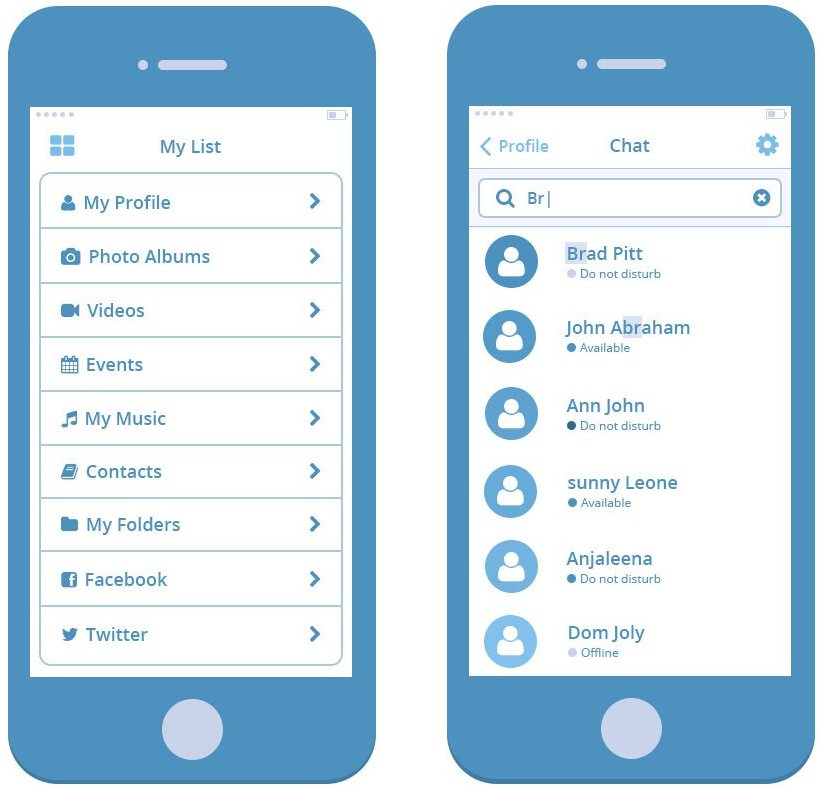 My List
My Profile
Photo Albums
Videos
Events
My Music
Contacts
My Folders
Facebook
Twitter
Profile
Chat
Br
Brad Pitt
Do not disturb
John Abraham
Available
Ann John
Do not disturb
sunny Leone
Available
Anjaleena
Do not disturb
Dom Joly
Offline